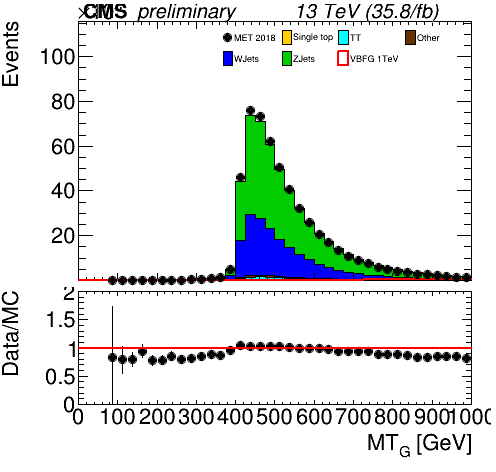 CMS preliminary 13 TeV (35.8/fb)
Events
MET 2018 Single top TT Other
WJets ZJets VBFG 1TeV
100
80
60
40
20
Data/MC
2
1.5
1
0.5
0
0 100 200 300 400 500 600 700 800 900 1000
MT_G [GeV]